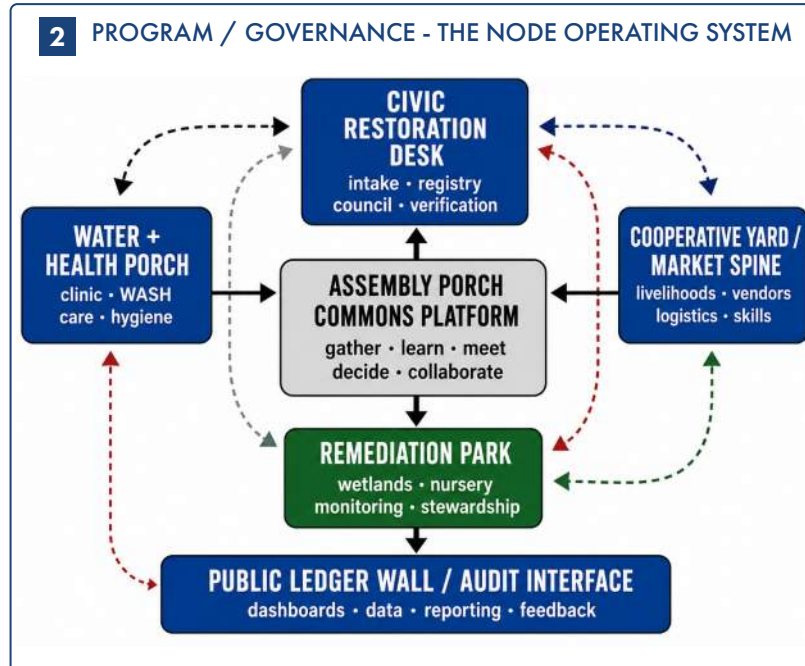 2 PROGRAM / GOVERNANCE - THE NODE OPERATING SYSTEM
CIVIC
RESTORATION
DESK
intake • registry
council • verification
WATER +
HEALTH PORCH
clinic • WASH
care • hygiene
ASSEMBLY PORCH
COMMONS PLATFORM
gather • learn • meet
decide • collaborate
COOPERATIVE YARD /
MARKET SPINE
livelihoods • vendors
logistics • skills
REMEDIATION PARK
wetlands • nursery
monitoring • stewardship
PUBLIC LEDGER WALL / AUDIT INTERFACE
dashboards • data • reporting • feedback